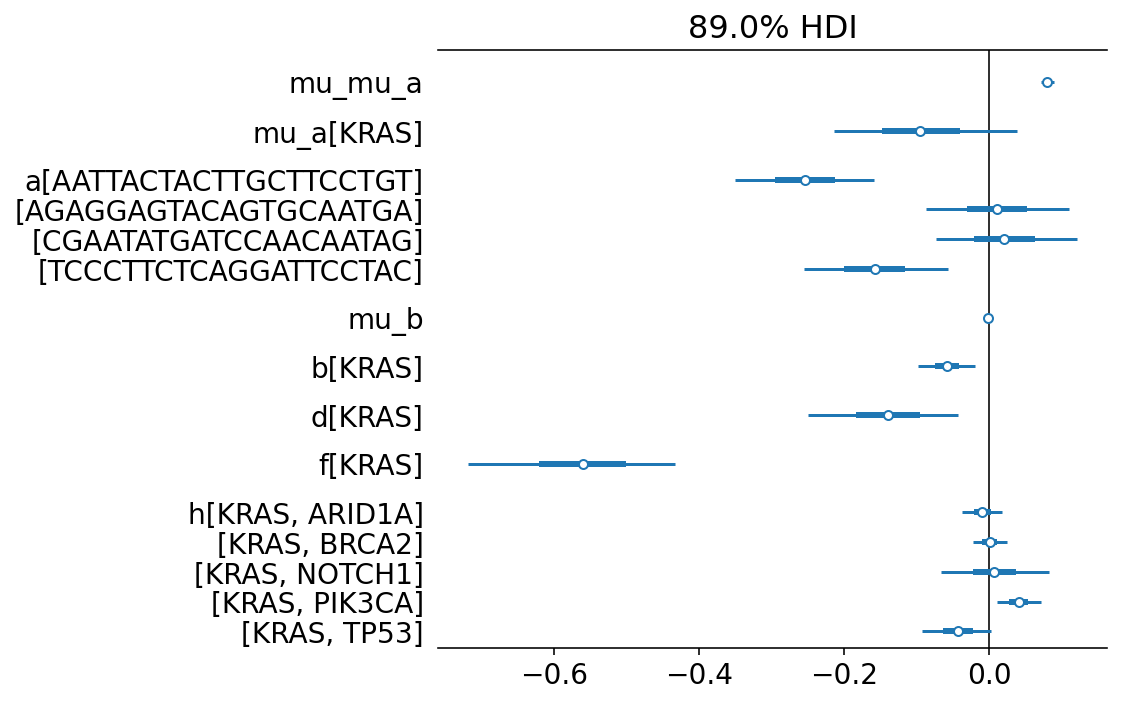 89.0% HDI
mu_mu_a
mu_a[KRAS]
a[AATTACTACTTGCTTCCTGT]
[AGAGGAGTACAGTGCAATGA]
[CGAATATGATCCAACAATAG]
[TCCCTTCTCAGGATTCCTAC]
mu_b
b[KRAS]
d[KRAS]
f[KRAS]
h[KRAS, ARID1A]
[KRAS, BRCA2]
[KRAS, NOTCH1]
[KRAS, PIK3CA]
[KRAS, TP53]
−0.6 −0.4 −0.2 0.0